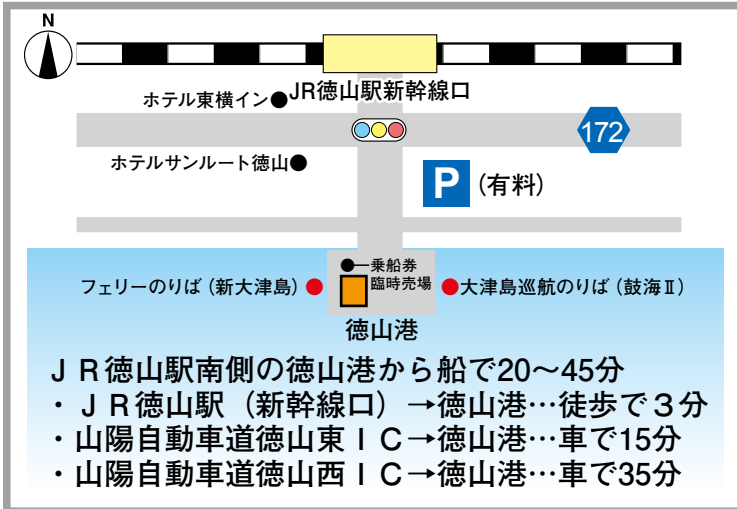 N
JR徳山駅新幹線口
ホテル東横イン
172
ホテルサンルート徳山
P (有料)
乗船券
臨時売場
フェリーのりば (新大津島)
大津島巡航のりば (鼓海Ⅱ)
徳山港
ＪＲ徳山駅南側の徳山港から船で20〜45分
・ＪＲ徳山駅（新幹線口）→徳山港…徒歩で３分
・山陽自動車道徳山東ＩＣ→徳山港…車で15分
・山陽自動車道徳山西ＩＣ→徳山港…車で35分